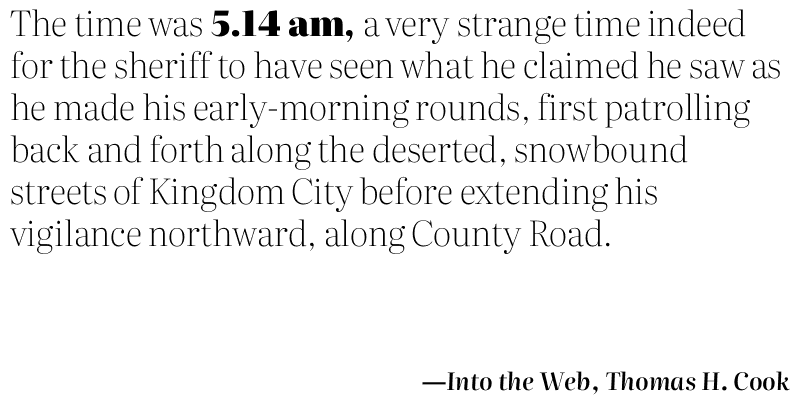 The time was 5.14 am, a very strange time indeed
for the sheriff to have seen what he claimed he saw as
he made his early-morning rounds, first patrolling
back and forth along the deserted, snowbound
streets of Kingdom City before extending his
vigilance northward, along County Road.
—Into the Web, Thomas H. Cook